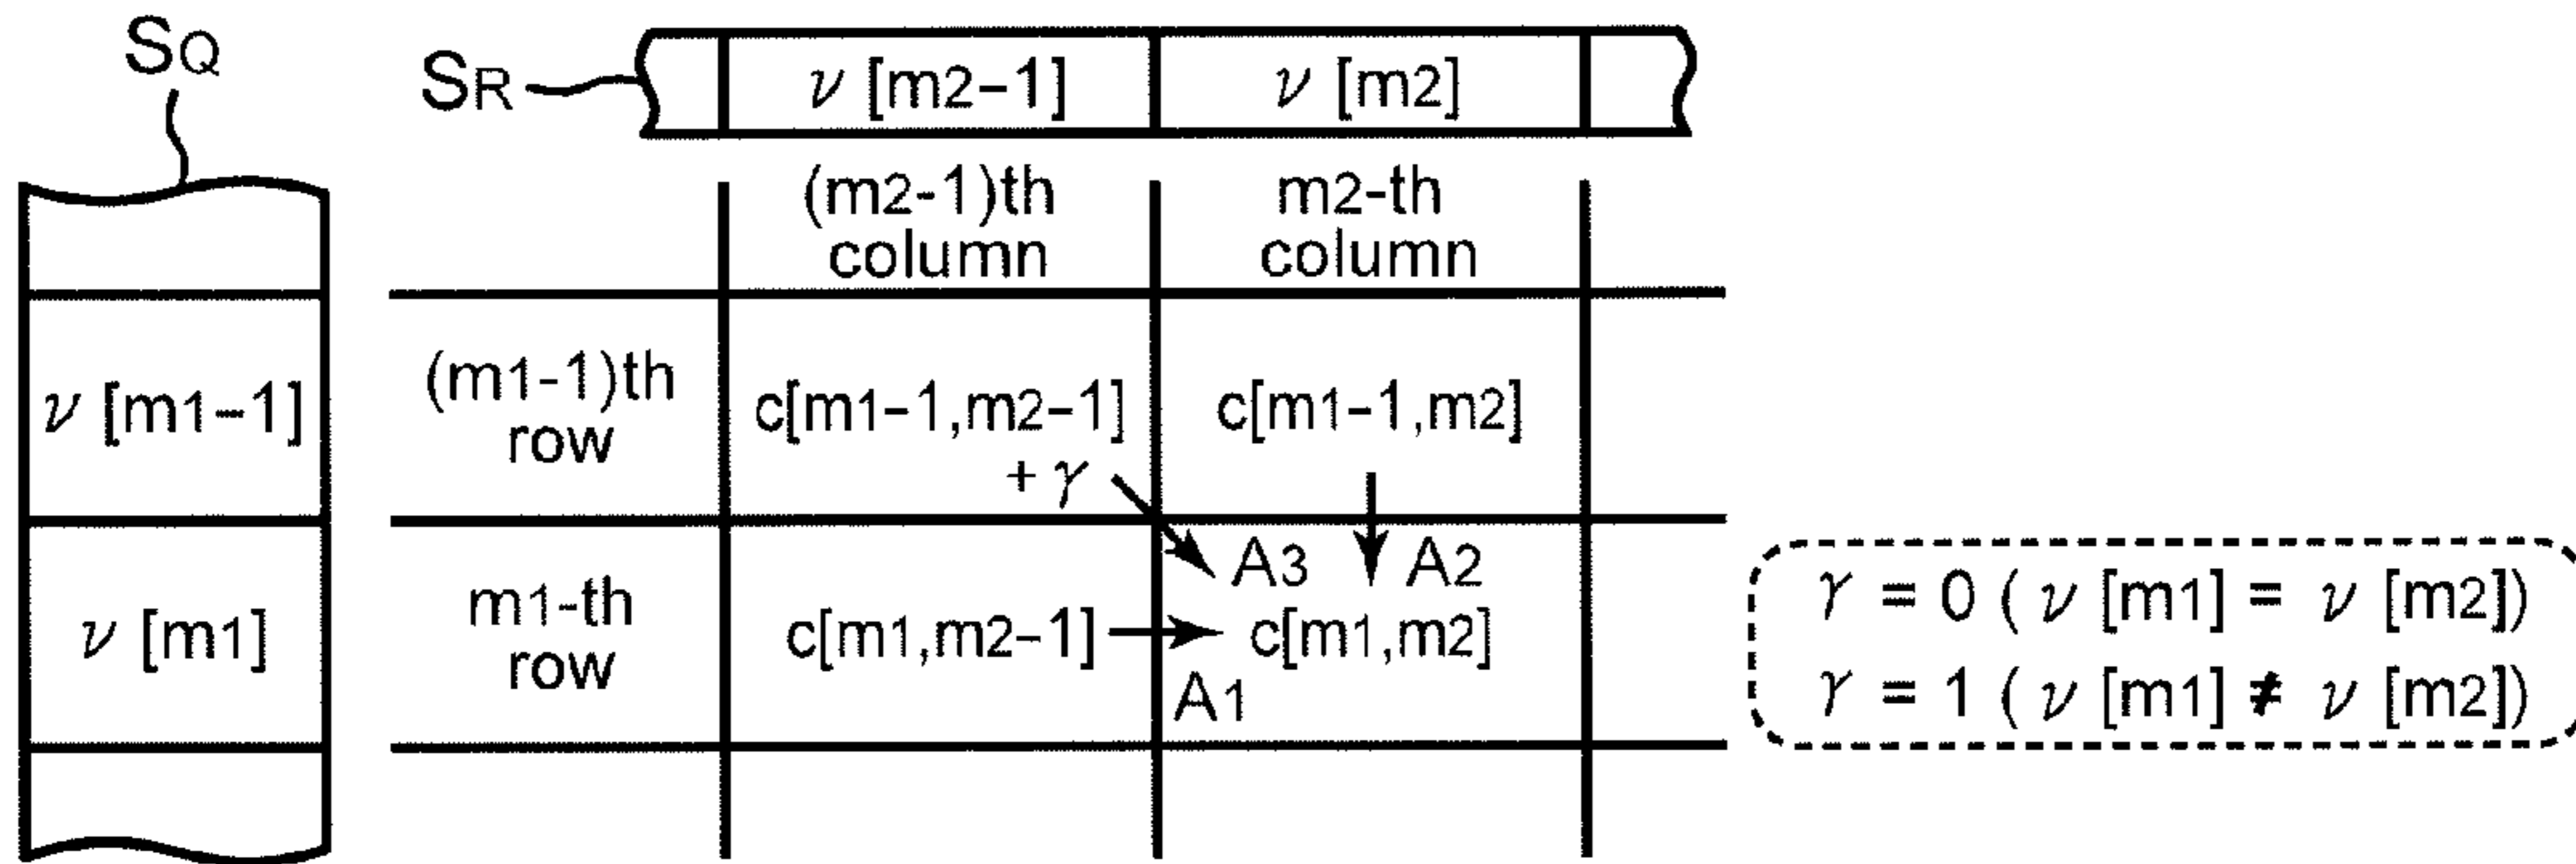 SQ
SR
ν [m2-1] ν [m2]
(m2-1)th
column
m2-th
column
(m1-1)th
row
m1-th
row
ν [m1-1]
ν [m1]
c[m1-1,m2-1]
+ γ
c[m1-1,m2]
A3 A2
c[m1,m2-1] c[m1,m2]
A1
γ = 0 ( ν [m1] = ν [m2])
γ = 1 ( ν [m1] ≠ ν [m2])